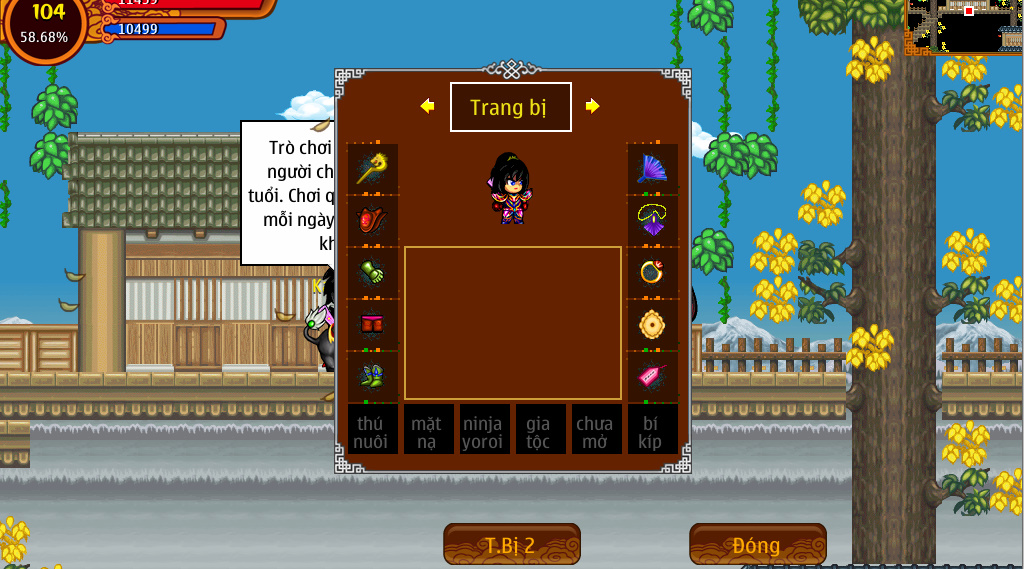 104
58.68%
11499
10499
Trang bị
Trò chơi
người ch
tuổi. Chơi q
mỗi ngày
kh
K
thú
nuôi
mặt
nạ
ninja
yoroi
gia
tộc
chưa
mở
bí
kíp
T.Bị 2
Đóng